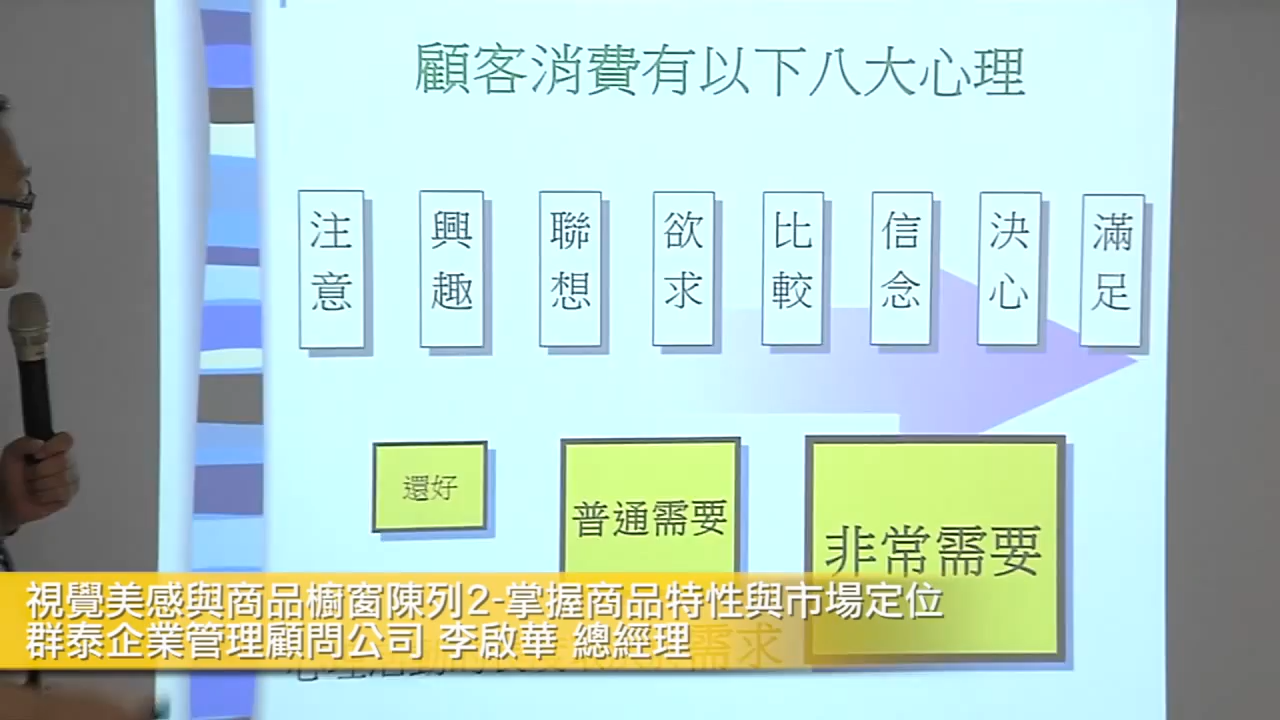 顧客消費有以下八大心理
注意
興趣
聯想
欲求
比較
信念
決心
滿足
還好
普通需要
非常需要
視覺美感與商品櫥窗陳列2-掌握商品特性與市場定位
群泰企業管理顧問公司 李啟華 總經理
需求